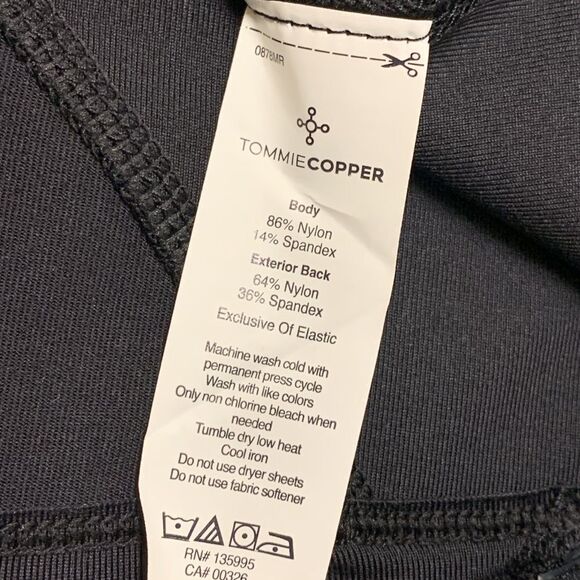 0878MR
TOMMIECOPPER
Body
86% Nylon
14% Spandex
Exterior Back
64% Nylon
36% Spandex
Exclusive Of Elastic
Machine wash cold with
permanent press cycle
Wash with like colors
Only non chlorine bleach when
needed
Tumble dry low heat
Cool iron
Do not use dryer sheets
Do not use fabric softener
RN# 135995
CA# 00326